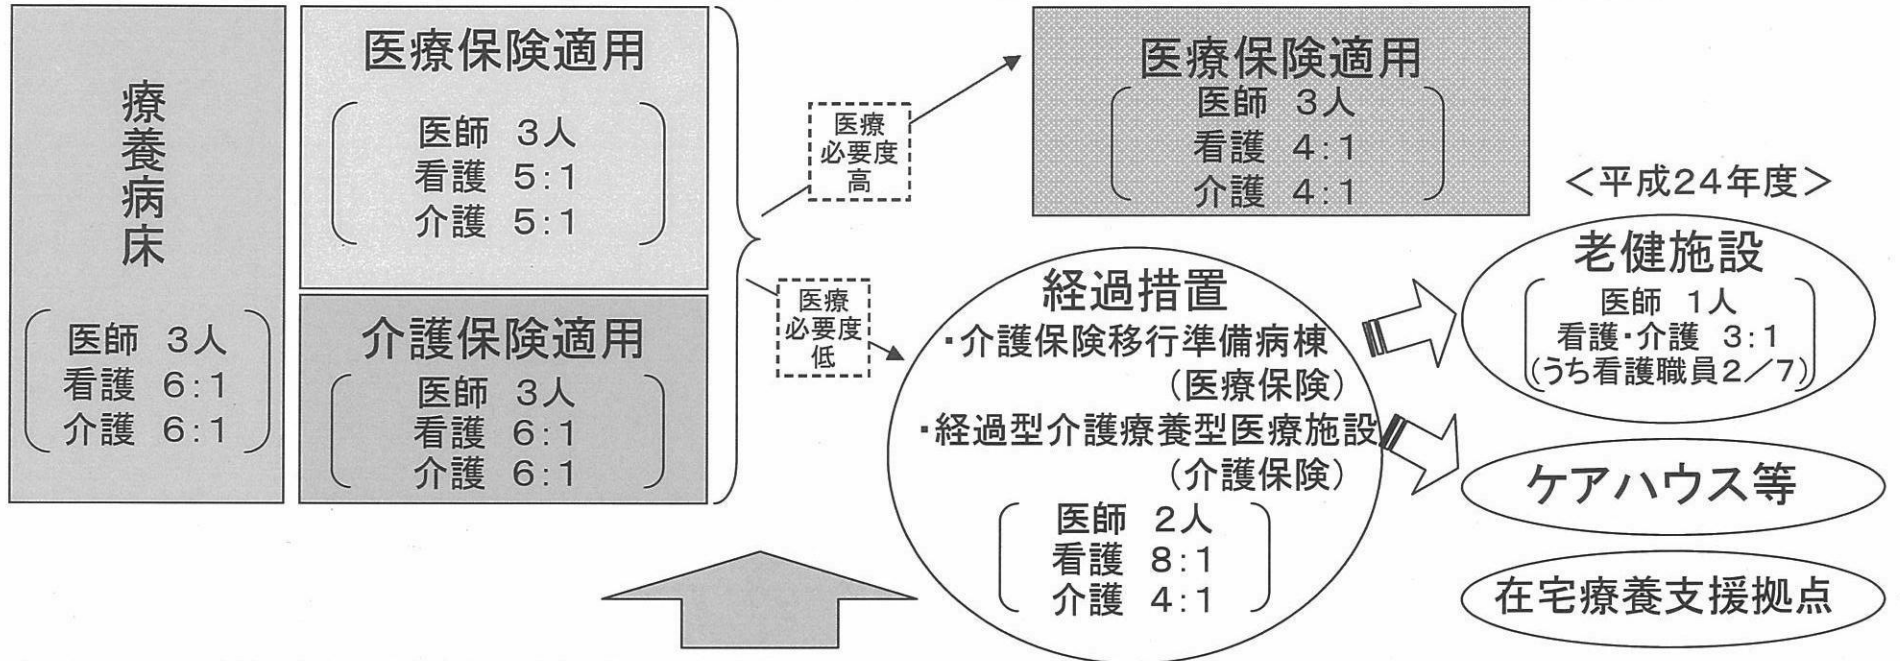 療養病床
医師 3人
看護 6:1
介護 6:1
医療保険適用
医師 3人
看護 5:1
介護 5:1
介護保険適用
医師 3人
看護 6:1
介護 6:1
医療
必要度
高
医療
必要度
低
医療保険適用
医師 3人
看護 4:1
介護 4:1
経過措置
・介護保険移行準備病棟
(医療保険)
・経過型介護療養型医療施設
(介護保険)
医師 2人
看護 8:1
介護 4:1
<平成24年度>
老健施設
医師 1人
看護・介護 3:1
(うち看護職員2/7)
ケアハウス等
在宅療養支援拠点